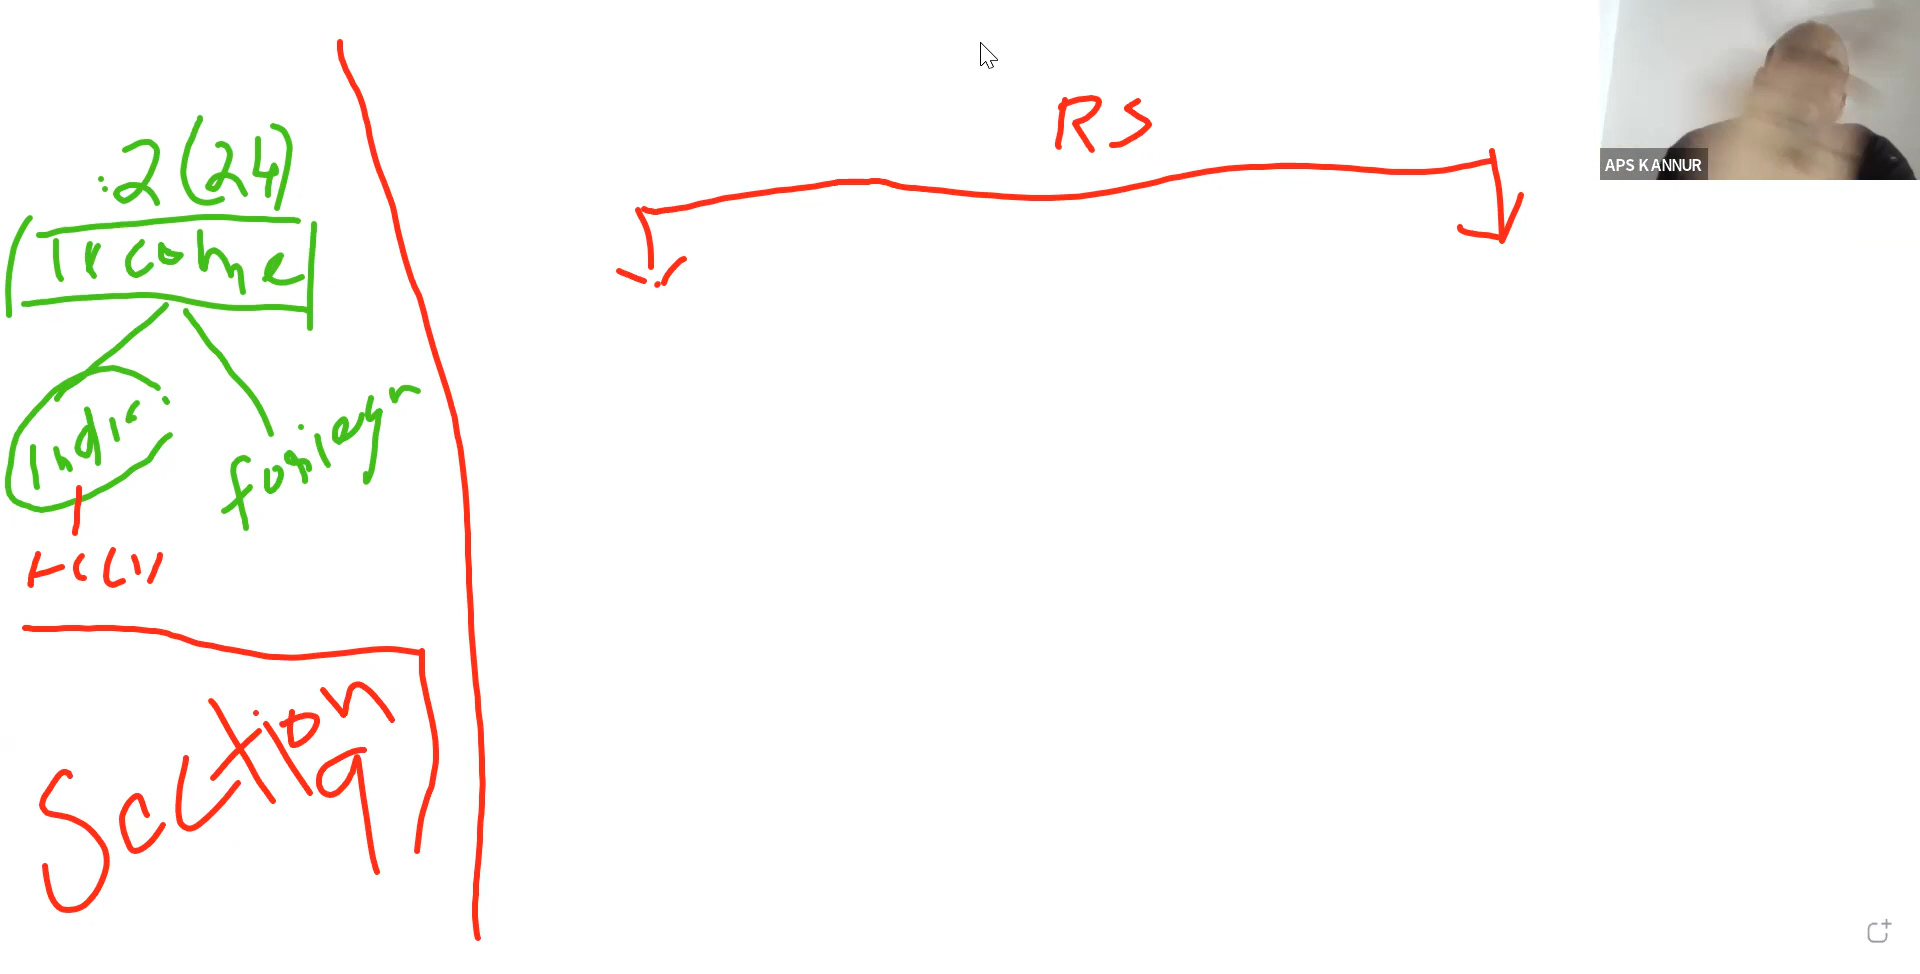 :2 (24)
Income
India
foriegn
Section
9
RS
APS KANNUR